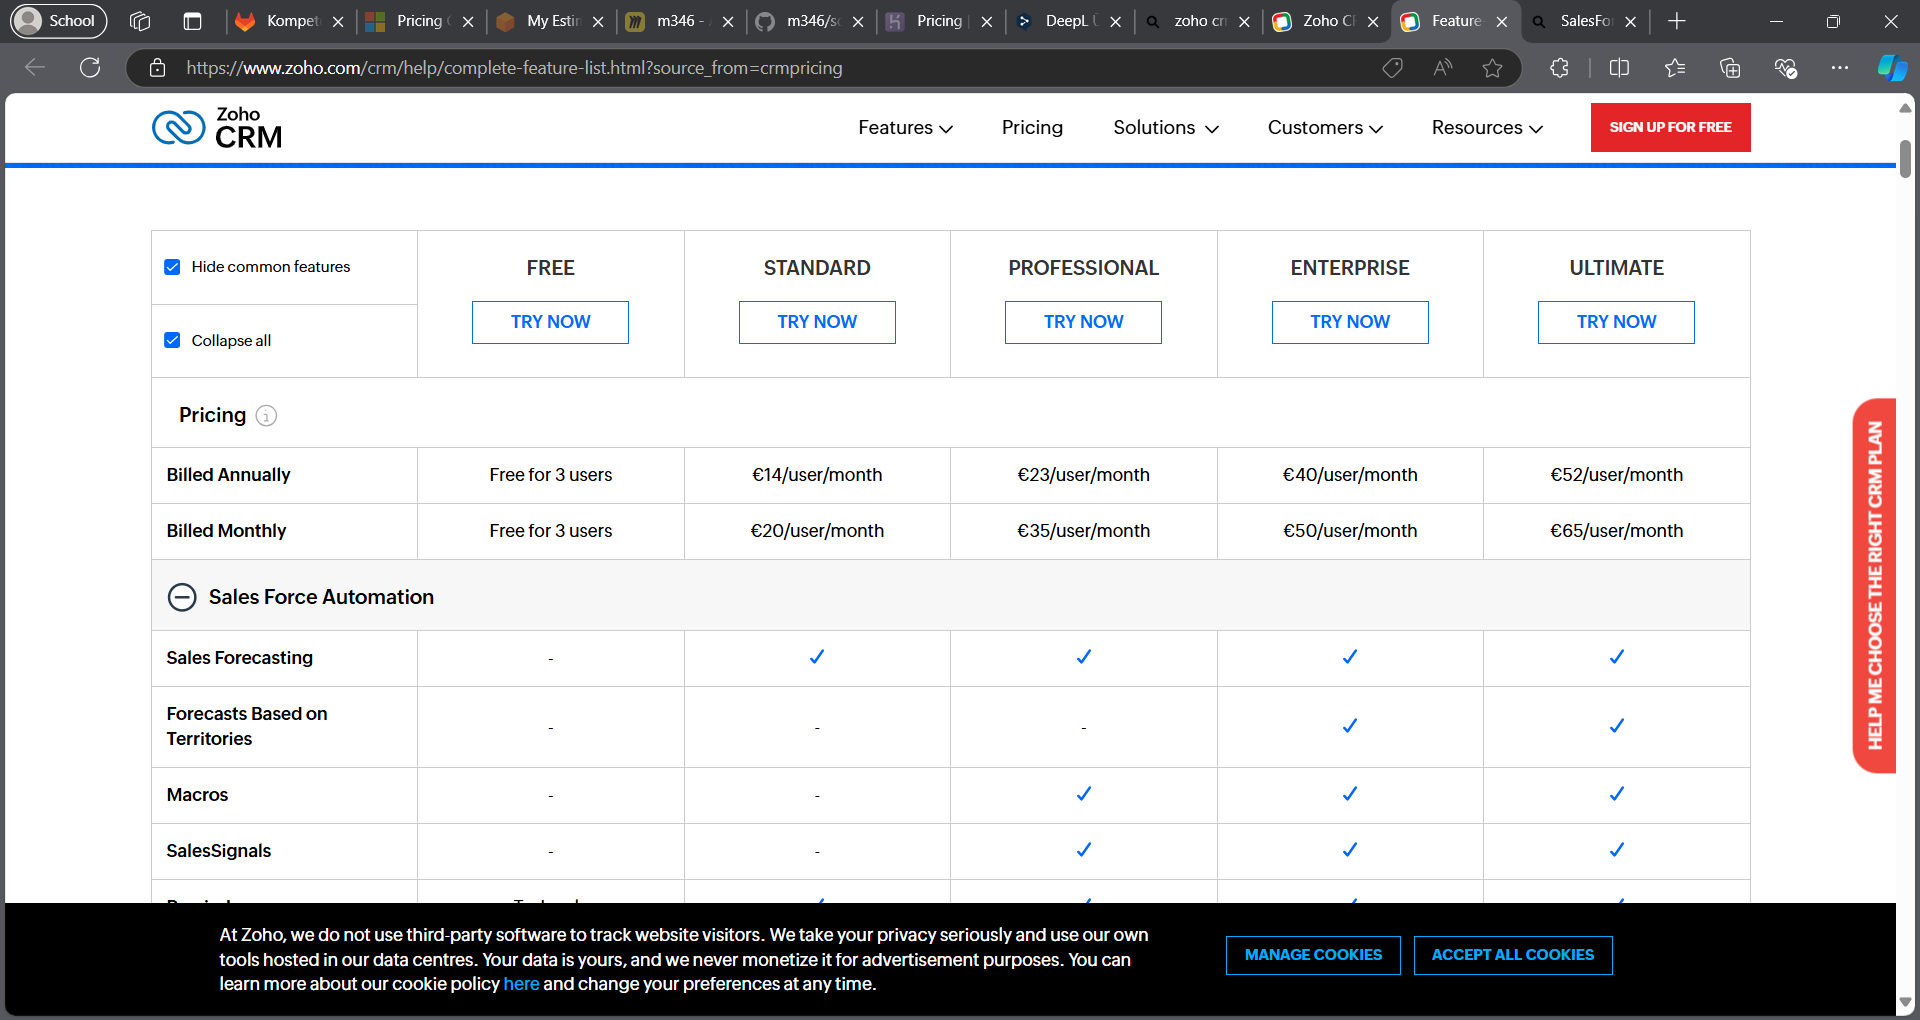 School
Kompet
Pricing
My Estin
m346 -
m346/so
Pricing
DeepL
zoho cr
Zoho C
Feature
SalesFo
https://www.zoho.com/crm/help/complete-feature-list.html?source_from=crmpricing
Zoho
CRM
Features
Pricing
Solutions
Customers
Resources
SIGN UP FOR FREE
Hide common features
FREE
STANDARD
PROFESSIONAL
ENTERPRISE
ULTIMATE
TRY NOW
TRY NOW
TRY NOW
TRY NOW
TRY NOW
Collapse all
Pricing
Billed Annually
Free for 3 users
€14/user/month
€23/user/month
€40/user/month
€52/user/month
Billed Monthly
Free for 3 users
€20/user/month
€35/user/month
€50/user/month
€65/user/month
Sales Force Automation
Sales Forecasting
-
Forecasts Based on
Territories
-
-
-
Macros
-
-
SalesSignals
-
-
HELP ME CHOOSE THE RIGHT CRM PLAN
At Zoho, we do not use third-party software to track website visitors. We take your privacy seriously and use our own
tools hosted in our data centres. Your data is yours, and we never monetize it for advertisement purposes. You can
learn more about our cookie policy here and change your preferences at any time.
MANAGE COOKIES
ACCEPT ALL COOKIES